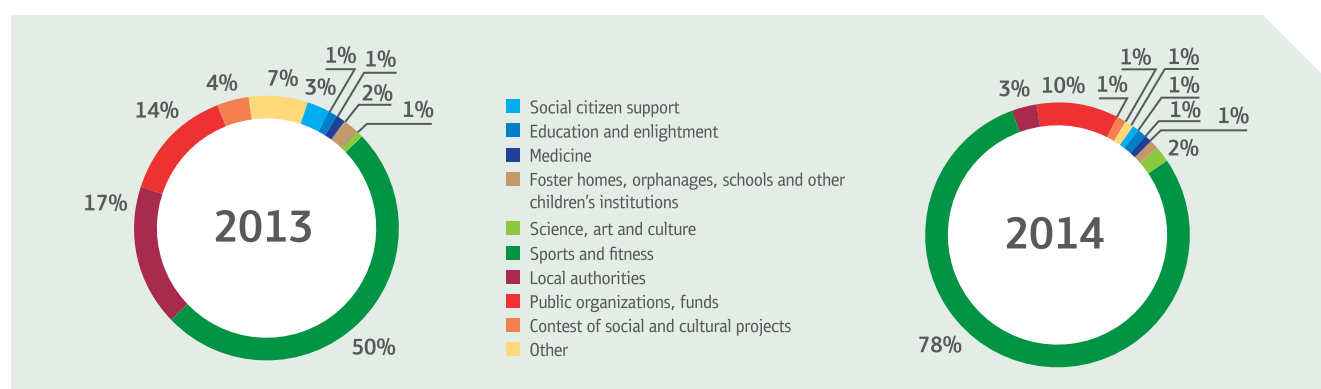 1%
1%
4%
7%
3%
2%
14%
1%
17%
2013
50%
Social citizen support
Education and enlightment
Medicine
Foster homes, orphanages, schools and other
children's institutions
Science, art and culture
Sports and fitness
Local authorities
Public organizations, funds
Contest of social and cultural projects
Other
1%
1%
3%
10%
1%
1%
1%
1%
2%
2014
78%